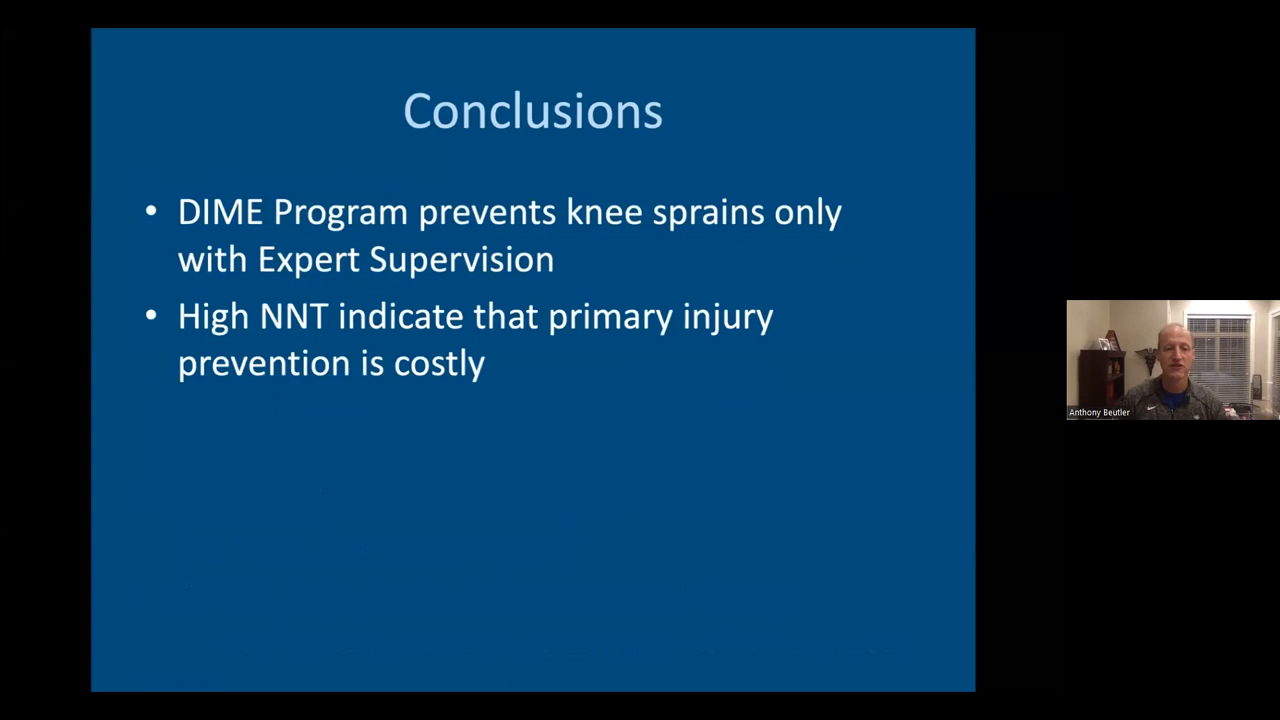 Conclusions
• DIME Program prevents knee sprains only
with Expert Supervision
• High NNT indicate that primary injury
prevention is costly
Anthony Beutler